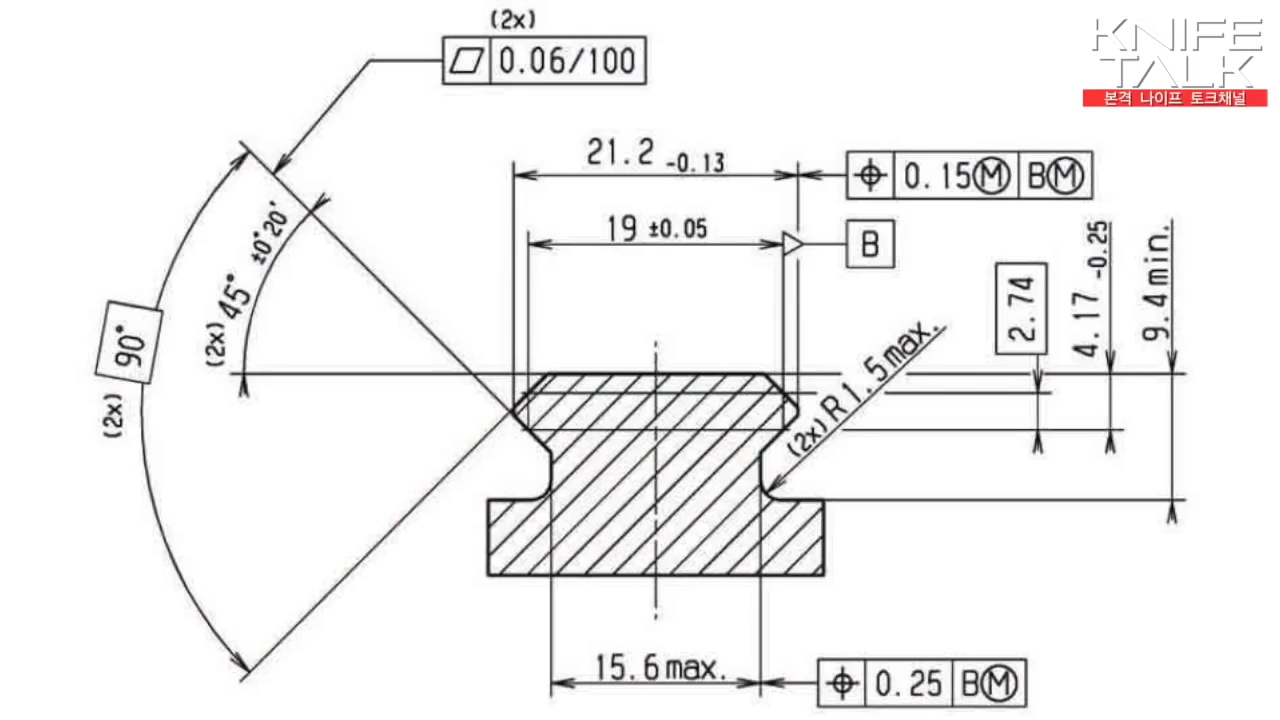 (2x)
0.06/100
KNIFE
TALK
본격 나이프 토크채널
21.2 -0.13
0.15Ⓜ BⓂ
19 ±0.05
B
45° ±0°20'
(2x)
90°
(2x)
2.74
4.17 -0.25
9.4 min.
(2x) R1.5 max.
15.6 max.
0.25 BⓂ